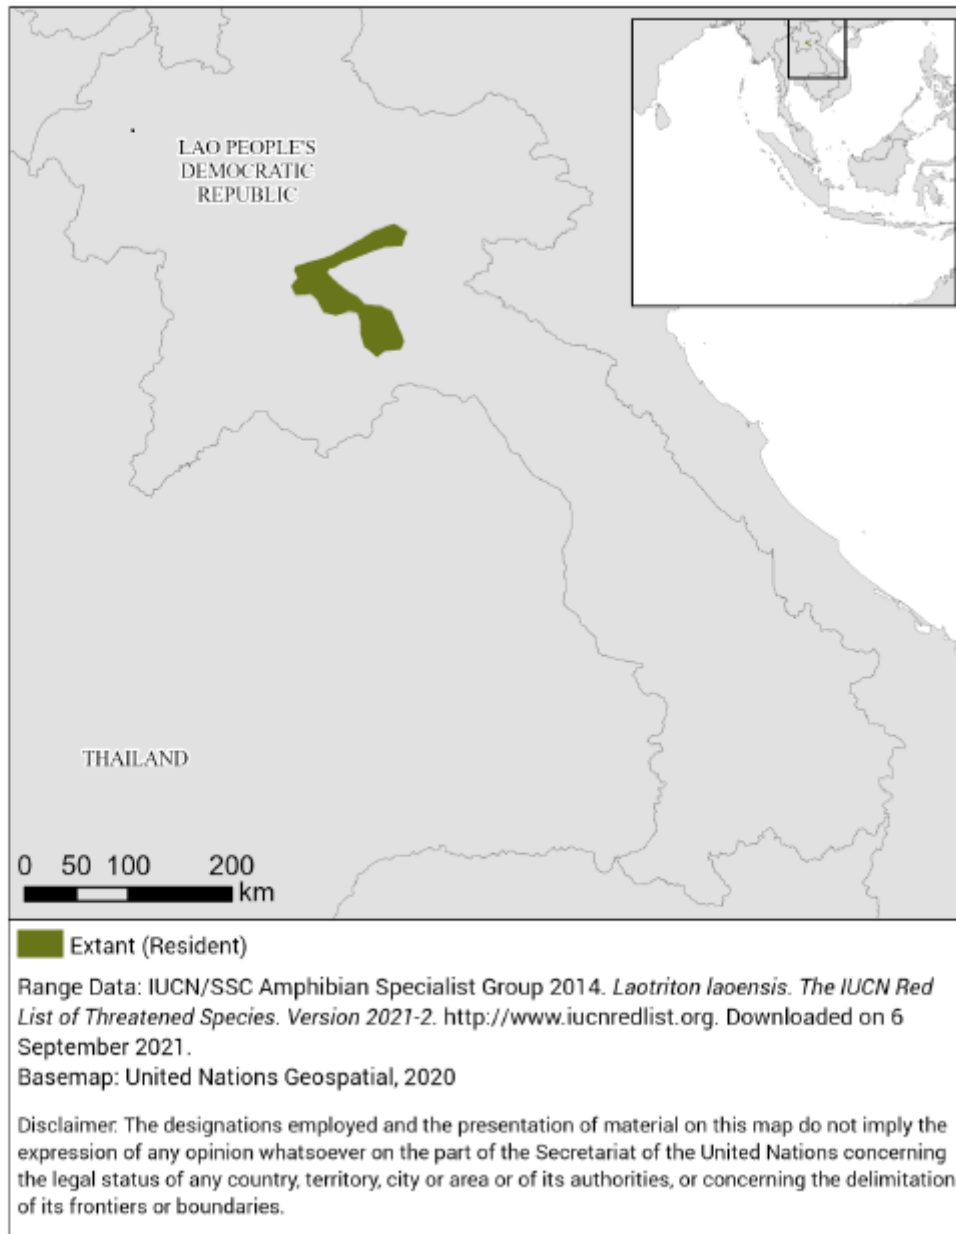 LAO PEOPLE'S
DEMOCRATIC
REPUBLIC
THAILAND
0 50 100 200
km
Extant (Resident)
Range Data: IUCN/SSC Amphibian Specialist Group 2014. Laotriton laoensis. The IUCN Red
List of Threatened Species. Version 2021-2. http://www.iucnredlist.org. Downloaded on 6
September 2021.
Basemap: United Nations Geospatial, 2020
Disclaimer: The designations employed and the presentation of material on this map do not imply the
expression of any opinion whatsoever on the part of the Secretariat of the United Nations concerning
the legal status of any country, territory, city or area or of its authorities, or concerning the delimitation
of its frontiers or boundaries.